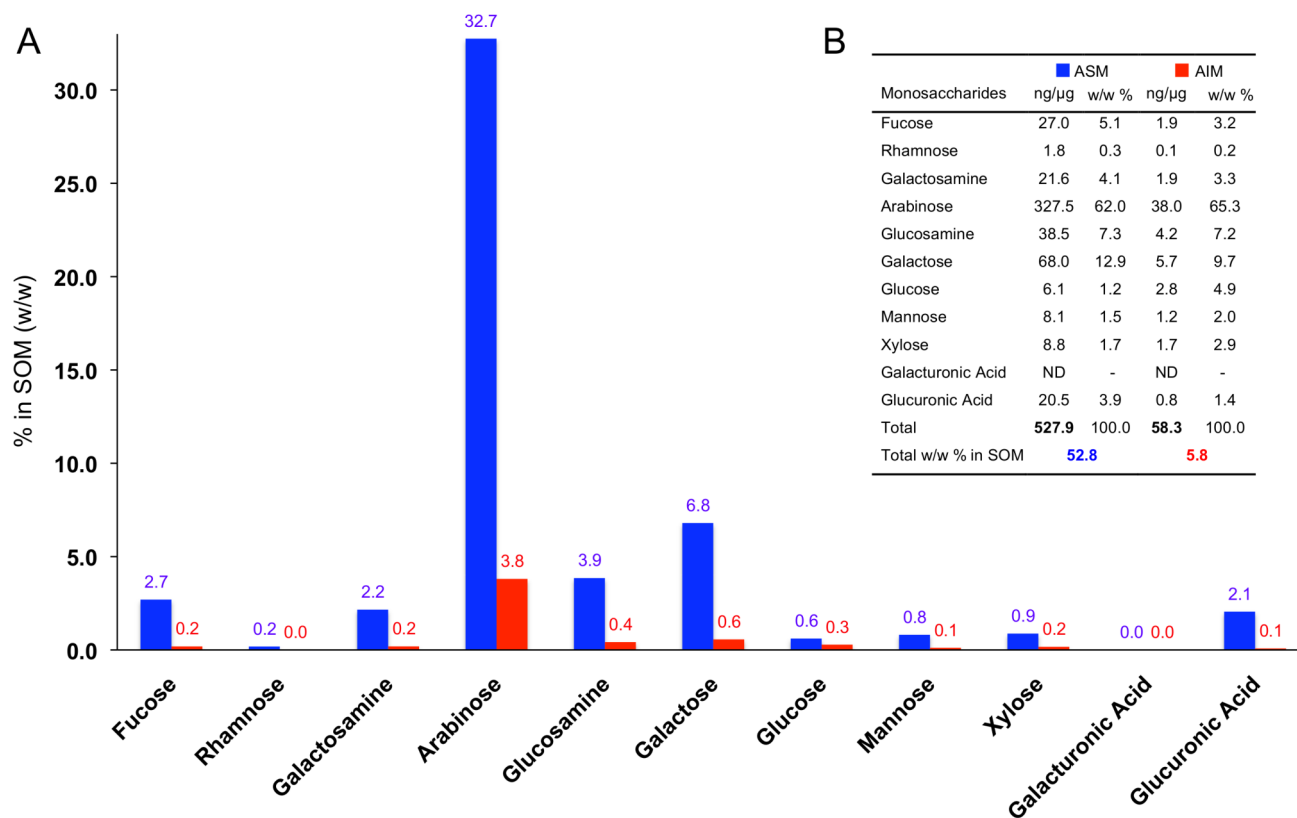 A
% in SOM (w/w)
30.0
25.0
20.0
15.0
10.0
5.0
0.0
2.7
0.2
0.2
0.0
2.2
0.2
32.7
3.8
3.9
0.4
6.8
0.6
0.6
0.3
0.8
0.1
0.9
0.2
0.0
0.0
2.1
0.1
Fucose
Rhamnose
Galactosamine
Arabinose
Glucosamine
Galactose
Glucose
Mannose
Xylose
Galacturonic Acid
Glucuronic Acid
B
ASM AIM
Monosaccharides ng/µg w/w % ng/µg w/w %
Fucose 27.0 5.1 1.9 3.2
Rhamnose 1.8 0.3 0.1 0.2
Galactosamine 21.6 4.1 1.9 3.3
Arabinose 327.5 62.0 38.0 65.3
Glucosamine 38.5 7.3 4.2 7.2
Galactose 68.0 12.9 5.7 9.7
Glucose 6.1 1.2 2.8 4.9
Mannose 8.1 1.5 1.2 2.0
Xylose 8.8 1.7 1.7 2.9
Galacturonic Acid ND - ND -
Glucuronic Acid 20.5 3.9 0.8 1.4
Total 527.9 100.0 58.3 100.0
Total w/w % in SOM 52.8 5.8